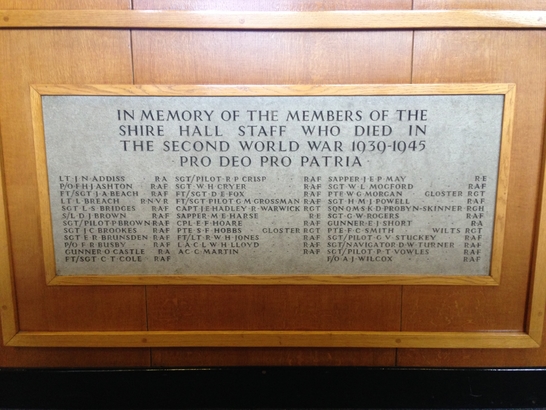 IN MEMORY OF THE MEMBERS OF THE
SHIRE HALL STAFF WHO DIED IN
THE SECOND WORLD WAR 1939-1945
PRO DEO PRO PATRIA
LT J N ADDISS RA
P/O F H J ASHTON RAF
FT/SGT J A BEACH RAF
LT L BREACH RNVR
SGT L S BRIDGES RAF
S/L D J BROWN RAF
SGT/PILOT P BROWN RAF
SGT J C BROOKES RAF
SGT E R BRUNSDEN RAF
P/O F E BUSBY RAF
GUNNER O CASTLE RA
FT/SGT C T COLE RAF
SGT/PILOT R P CRISP RAF
SGT W H CRYER RAF
FT/SGT D E FOX RAF
FT/SGT PILOT G M GROSSMAN RAF
CAPT J E HADLEY R WARWICK RGT
SAPPER M E HARSE RE
CPL E F HOARE RAF
PTE S F HOBBS GLOSTER RGT
FT/LT R W H JONES RAF
L A C L W H LLOYD RAF
AC G MARTIN RAF
SAPPER J E P MAY RE
SGT W L MOGFORD RAF
PTE W G MORGAN GLOSTER RGT
SGT H M J POWELL RAF
SQN QMS K D PROBYN-SKINNER RGH
SGT G W ROGERS RAF
GUNNER E J SHORT RA
PTE F C SMITH WILTS RGT
SGT/PILOT G V STUCKEY RAF
SGT/NAVIGATOR D W TURNER RAF
SGT/PILOT P T VOWLES RAF
F/O A J WILCOX RAF